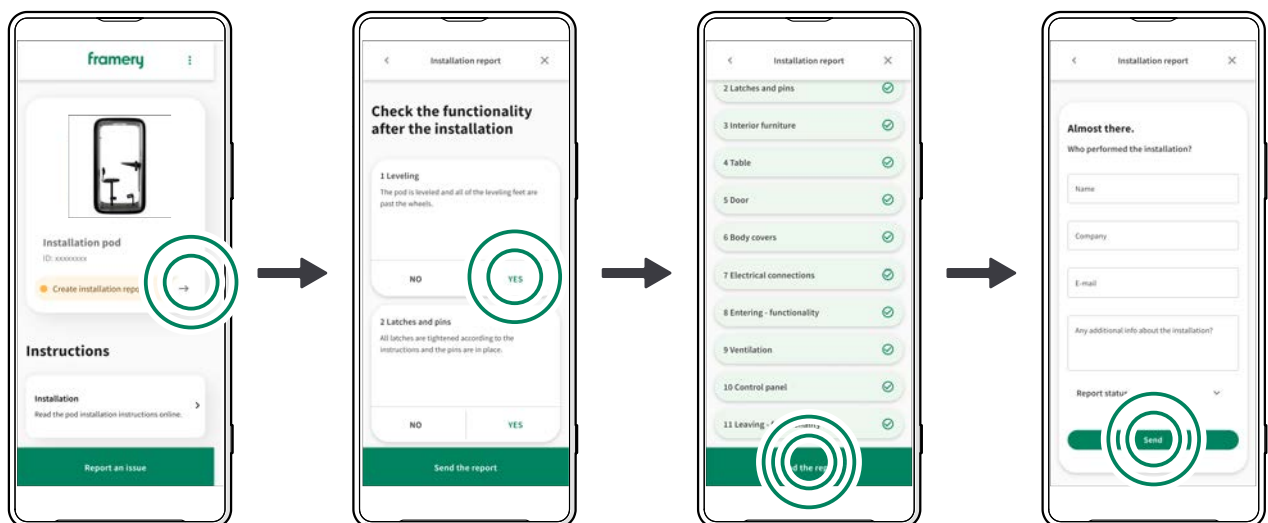 framery
Installation pod
ID: xxxxxxxx
Create installation repo
Instructions
Installation
Read the pod installation instructions online.
Report an issue
Installation report
Check the functionality
after the installation
1 Leveling
The pod is leveled and all of the leveling feet are
past the wheels.
NO YES
2 Latches and pins
All latches are tightened according to the
instructions and the pins are in place.
NO YES
Send the report
Installation report
2 Latches and pins
3 Interior furniture
4 Table
5 Door
6 Body covers
7 Electrical connections
8 Entering - functionality
9 Ventilation
10 Control panel
11 Leaving -
the rep
Installation report
Almost there.
Who performed the installation?
Name
Company
E-mail
Any additional info about the installation?
Report statu
Send